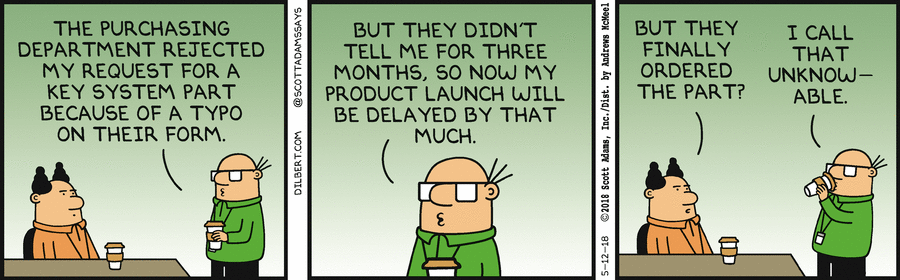 THE PURCHASING
DEPARTMENT REJECTED
MY REQUEST FOR A
KEY SYSTEM PART
BECAUSE OF A TYPO
ON THEIR FORM.
DILBERT.COM @SCOTTADAMSSAYS
BUT THEY DIDN'T
TELL ME FOR THREE
MONTHS, SO NOW MY
PRODUCT LAUNCH WILL
BE DELAYED BY THAT
MUCH.
5-12-18 ©2018 Scott Adams, Inc./Dist. by Andrews McMeel
BUT THEY
FINALLY
ORDERED
THE PART?
I CALL
THAT
UNKNOW-
ABLE.